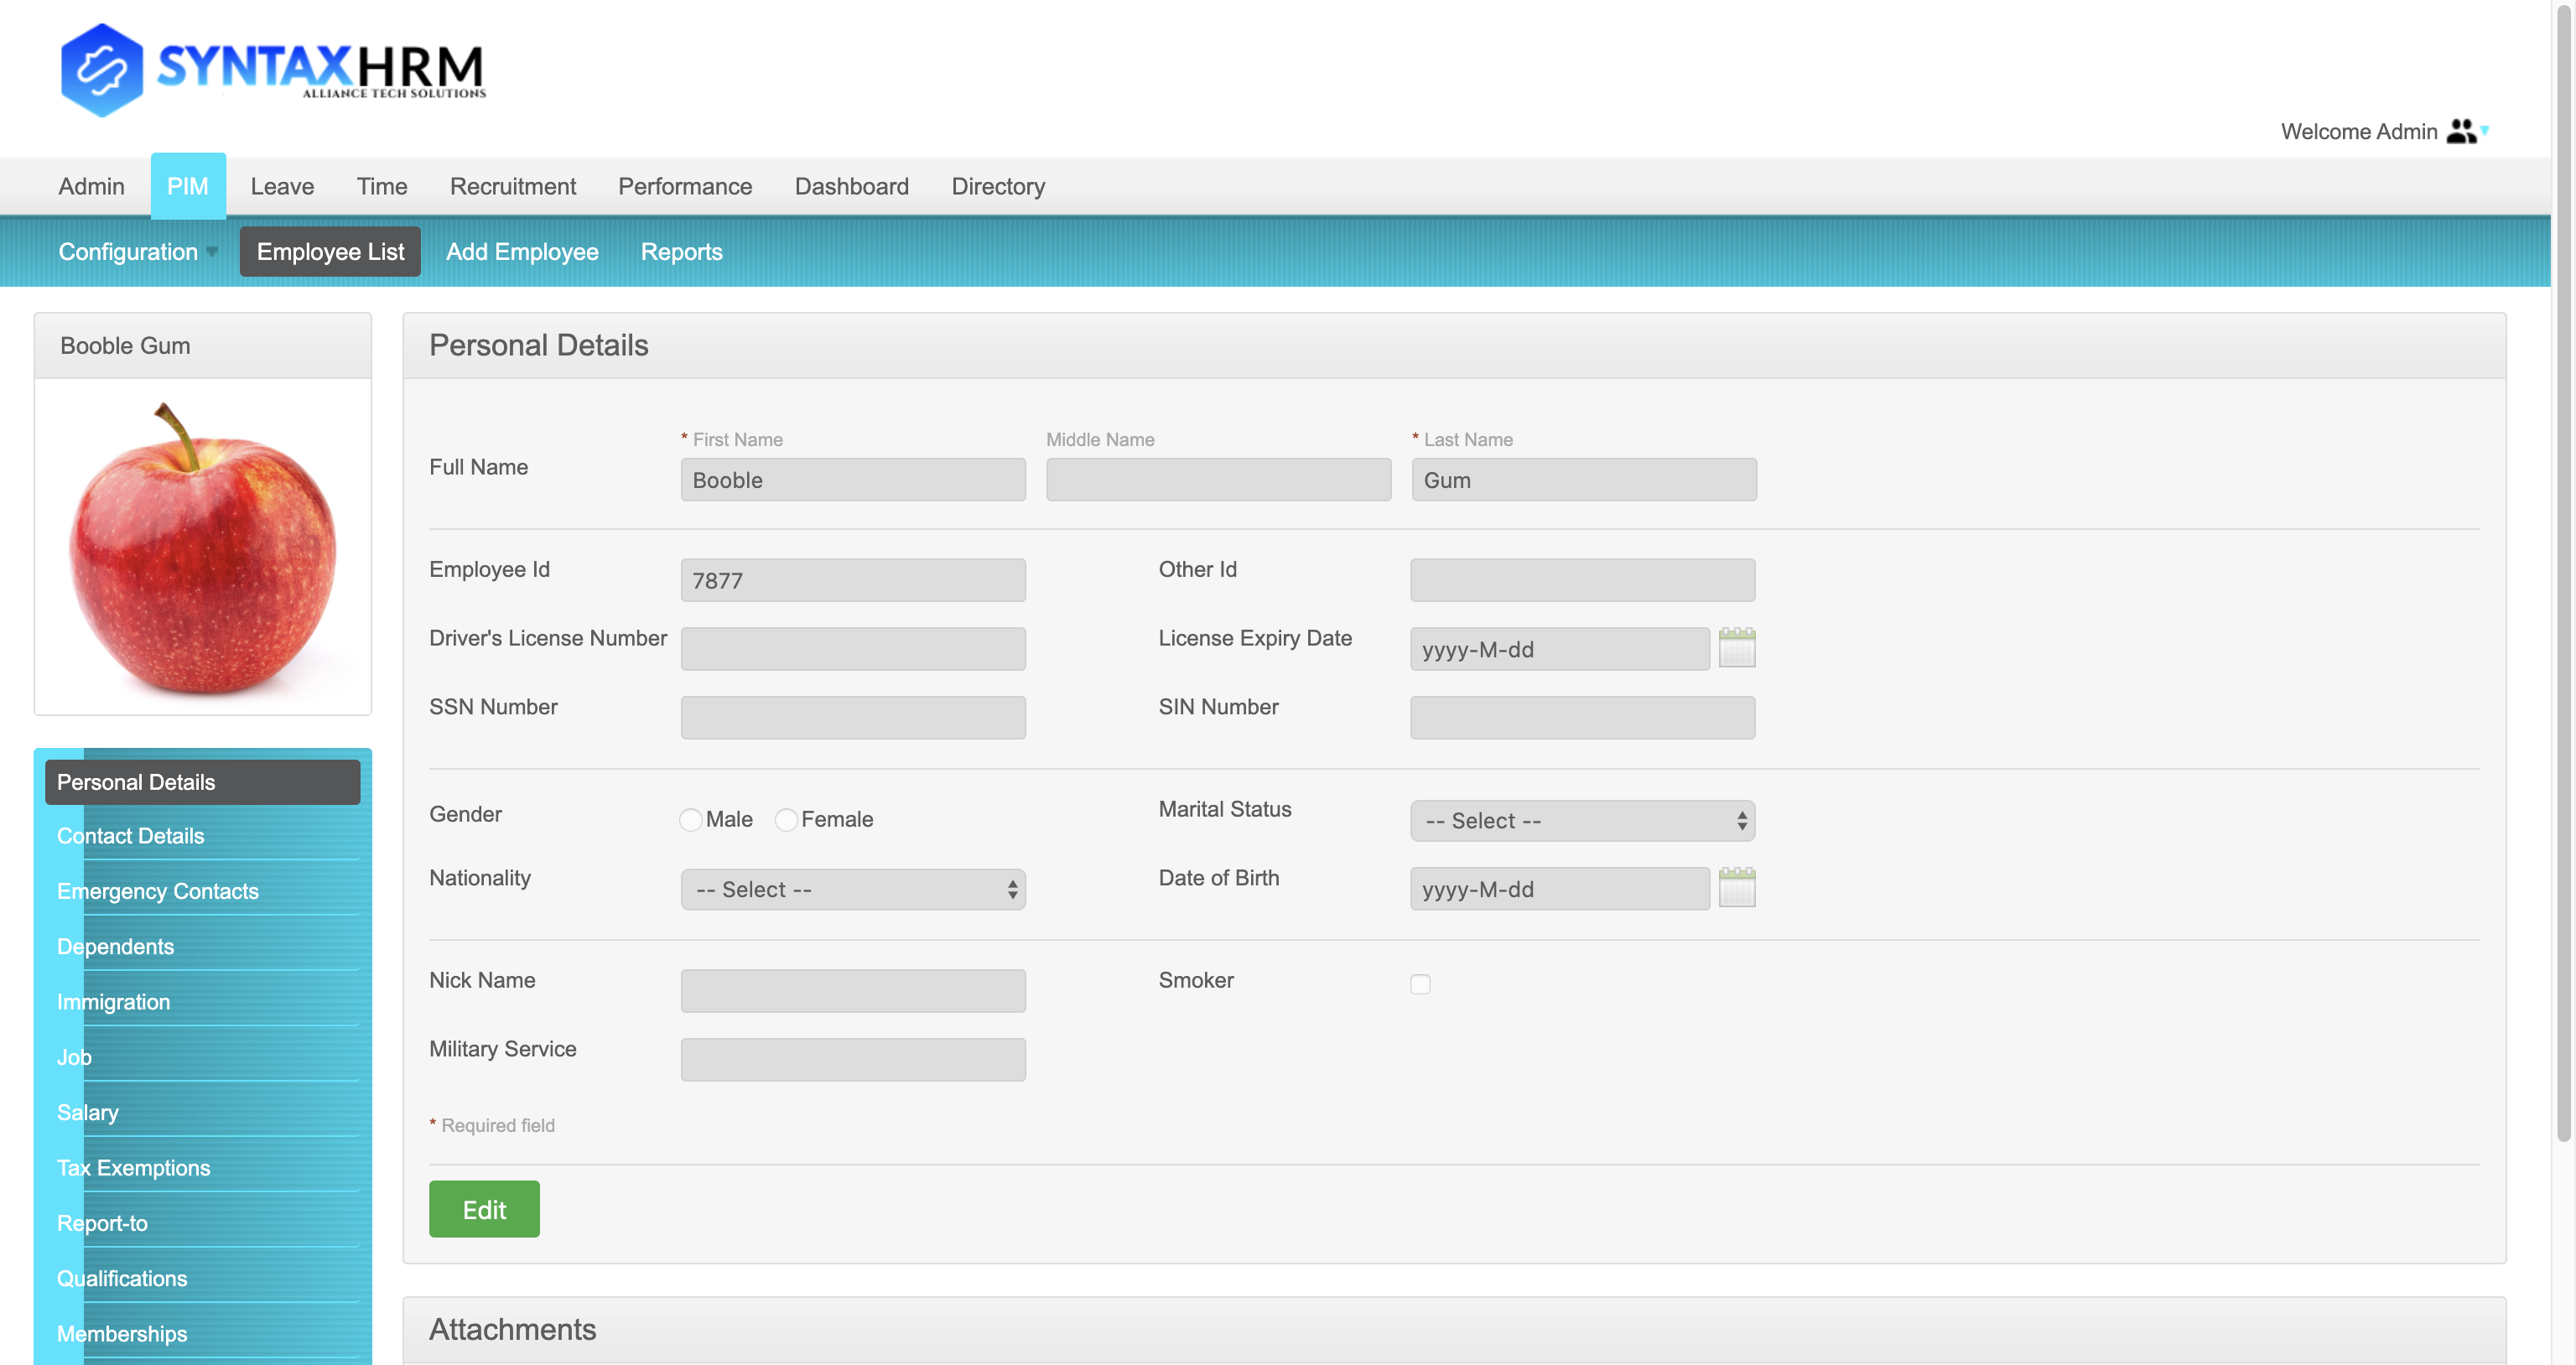 SYNTAXHRM
ALLIANCE TECH SOLUTIONS
Welcome Admin
Admin PIM Leave Time Recruitment Performance Dashboard Directory
Configuration Employee List Add Employee Reports
Booble Gum
Personal Details
Contact Details
Emergency Contacts
Dependents
Immigration
Job
Salary
Tax Exemptions
Report-to
Qualifications
Memberships
Personal Details
* First Name Middle Name * Last Name
Full Name Booble Gum
Employee Id 7877 Other Id
Driver's License Number License Expiry Date yyyy-M-dd
SSN Number SIN Number
Gender Male Female Marital Status -- Select --
Nationality -- Select -- Date of Birth yyyy-M-dd
Nick Name Smoker
Military Service
* Required field
Edit
Attachments